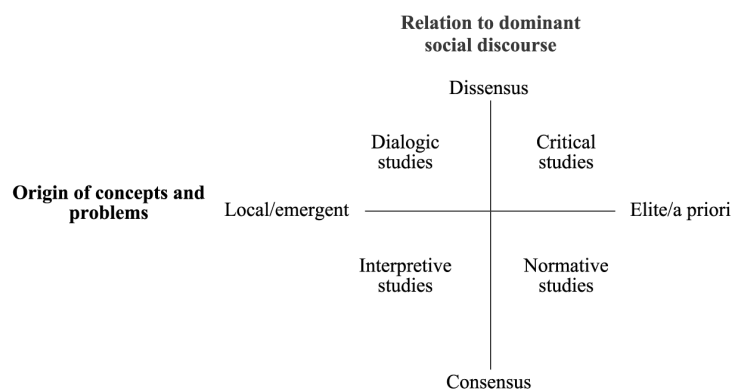 Relation to dominant
social discourse
Dissensus
Dialogic
studies
Critical
studies
Origin of concepts and
problems
Local/emergent
Elite/a priori
Interpretive
studies
Normative
studies
Consensus